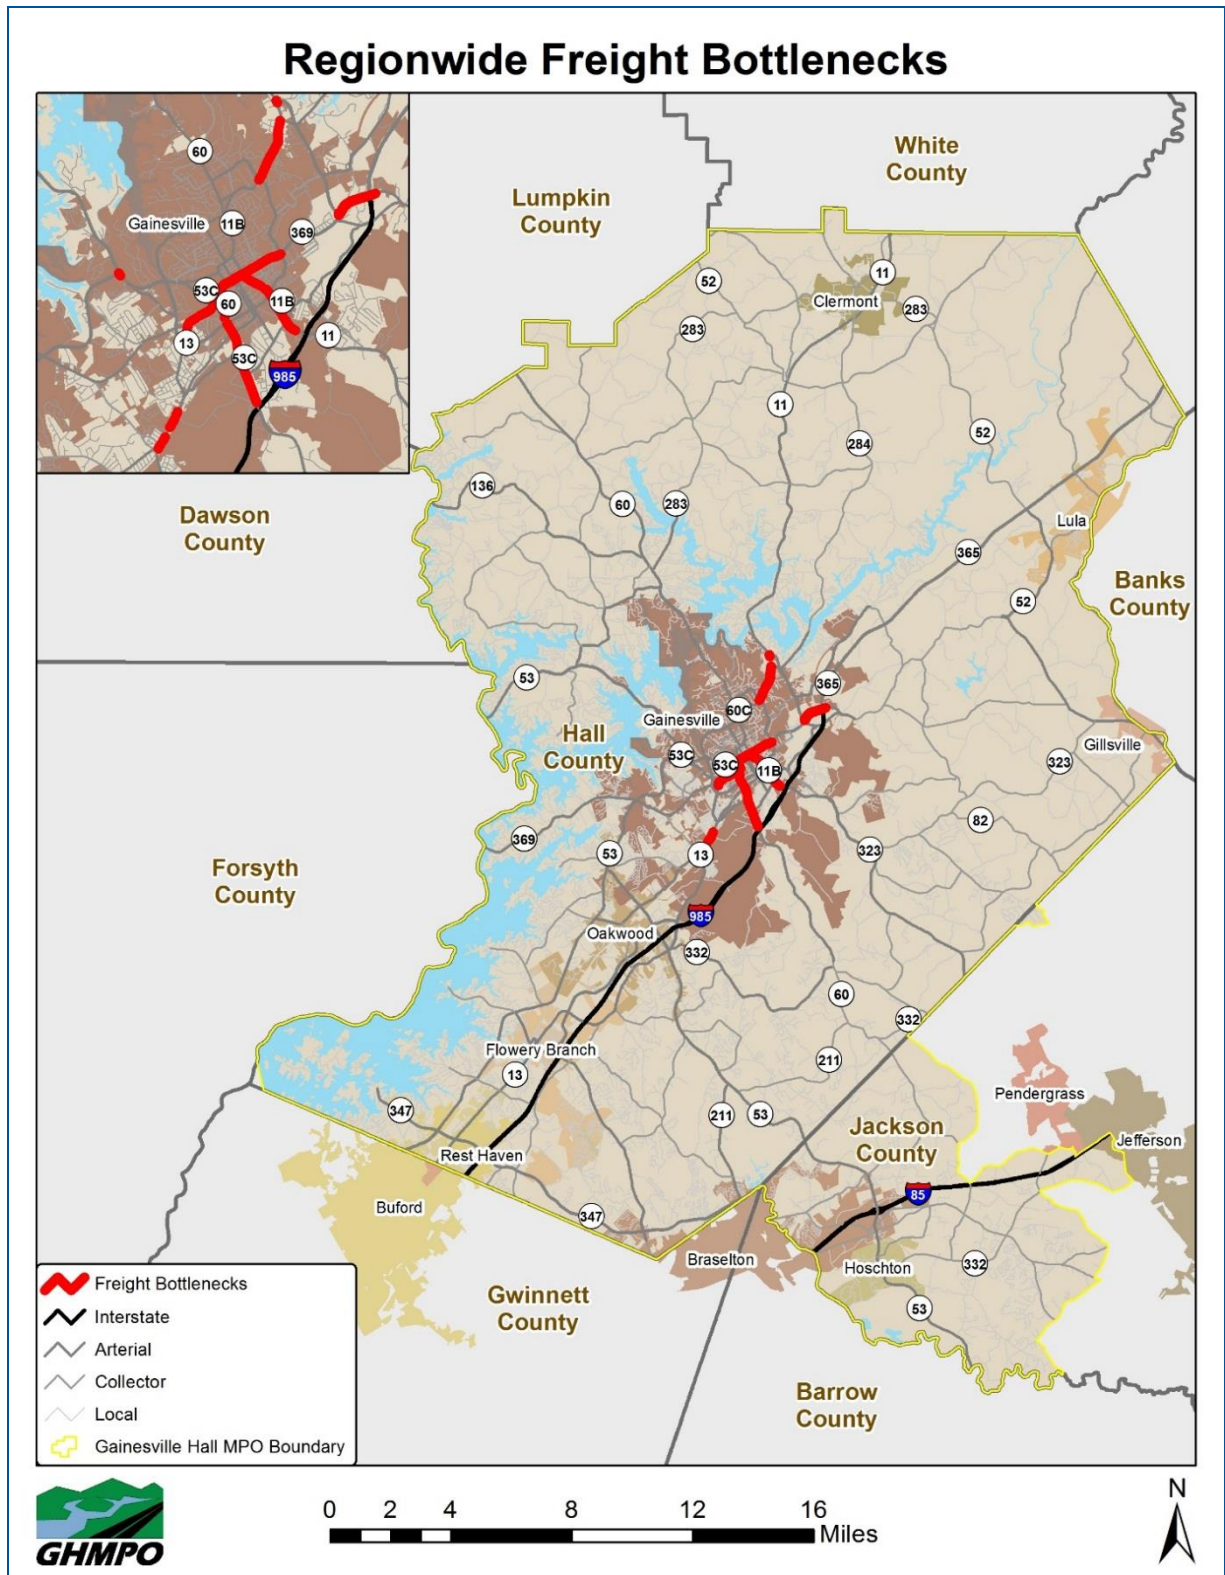 Regionwide Freight Bottlenecks
60
Gainesville
11B
369
53C
60
11B
13
11
53C
985
White
County
Lumpkin
County
52
11
Clermont
283
283
11
284
52
136
60
283
Dawson
County
Lula
365
Banks
County
52
53
365
Gainesville
60C
Hall
County
Gillsville
53C
53C
11B
323
82
369
53
13
323
Forsyth
County
985
Oakwood
332
60
332
Flowery Branch
211
13
Pendergrass
347
211
53
Jackson
County
Jefferson
Rest Haven
85
Buford
347
Braselton
Hoschton
332
Gwinnett
County
53
Barrow
County
Freight Bottlenecks
Interstate
Arterial
Collector
Local
Gainesville Hall MPO Boundary
GHMPO
0 2 4 8 12 16
Miles
N